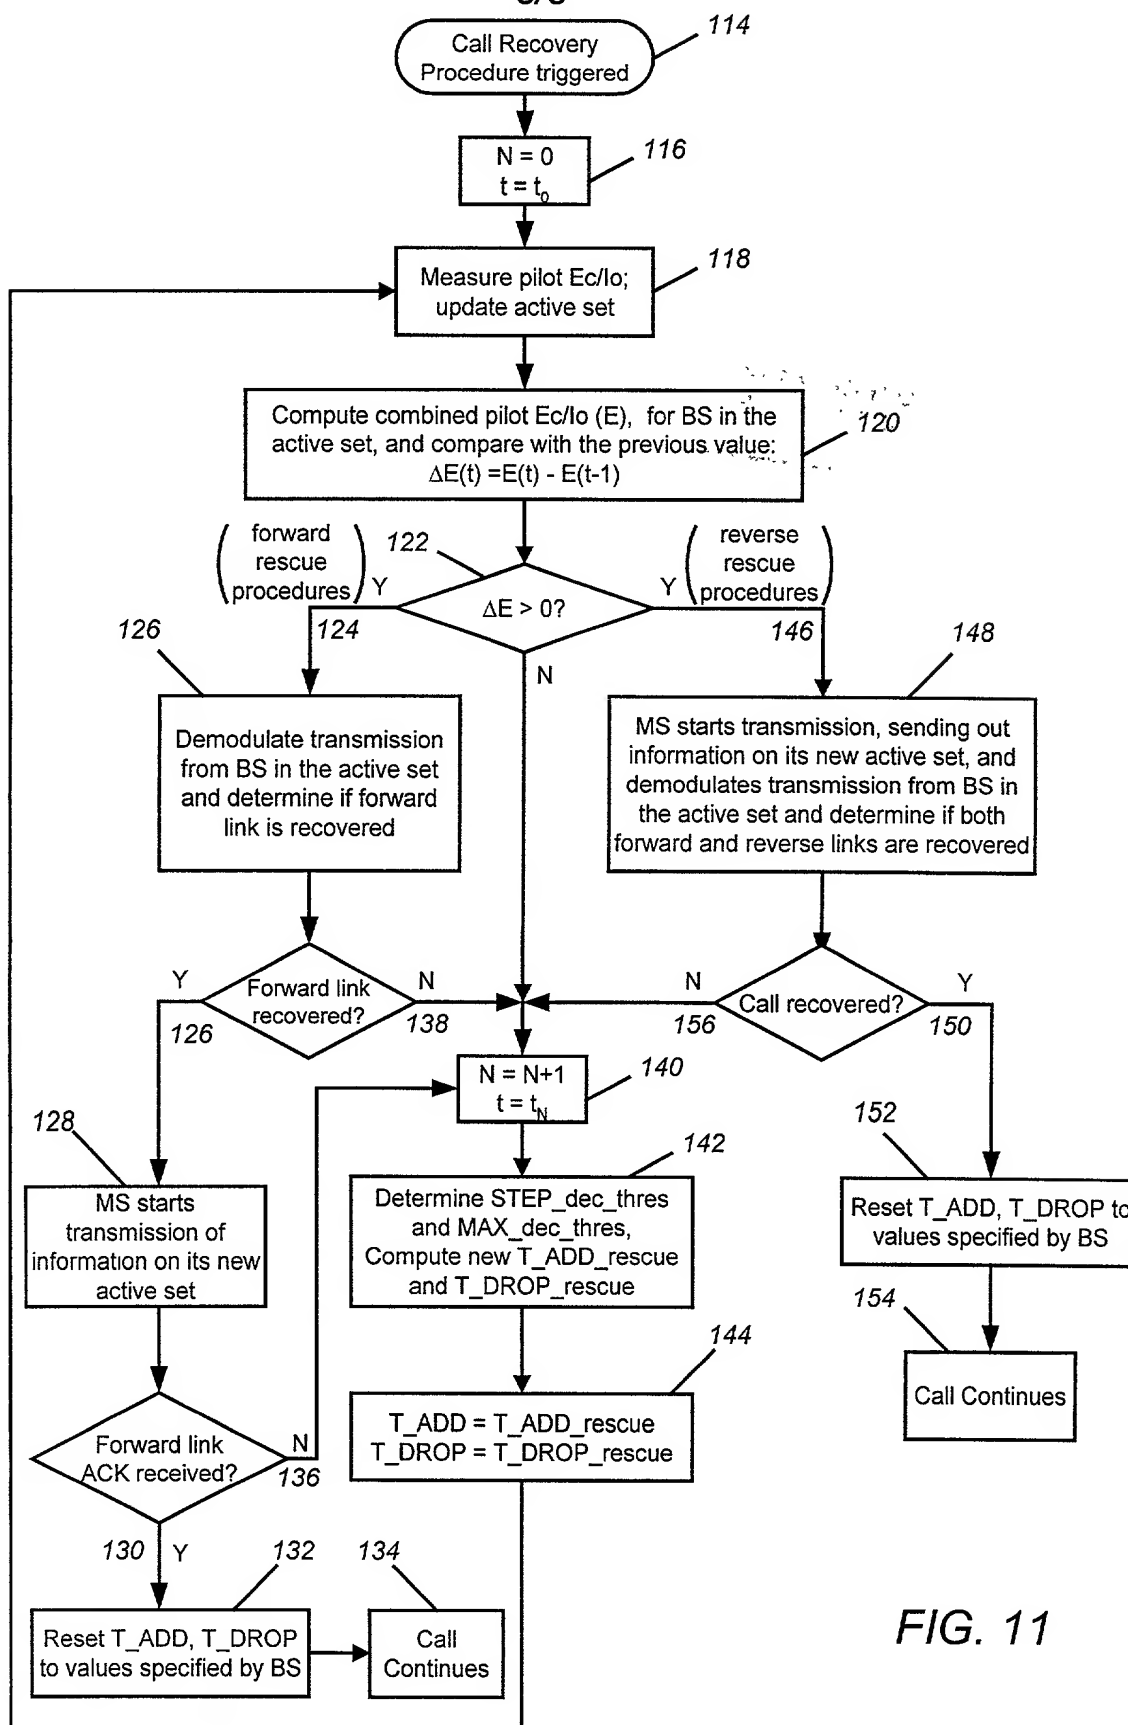 Call Recovery
Procedure triggered
114
N = 0
t = t0
116
Measure pilot Ec/Io;
update active set
118
Compute combined pilot Ec/Io (E), for BS in the
active set, and compare with the previous value:
ΔE(t) =E(t) - E(t-1)
120
(forward
rescue
procedures)
122
(reverse
rescue
procedures)
Y
ΔE > 0?
Y
124
146
N
126
Demodulate transmission
from BS in the active set
and determine if forward
link is recovered
148
MS starts transmission, sending out
information on its new active set, and
demodulates transmission from BS in
the active set and determine if both
forward and reverse links are recovered
Y
126
Forward link
recovered?
N
138
N
156
Call recovered?
Y
150
N = N+1
t = tN
140
128
MS starts
transmission of
information on its new
active set
142
Determine STEP_dec_thres
and MAX_dec_thres,
Compute new T_ADD_rescue
and T_DROP_rescue
152
Reset T_ADD, T_DROP to
values specified by BS
154
Call Continues
144
T_ADD = T_ADD_rescue
T_DROP = T_DROP_rescue
Forward link
ACK received?
N
136
130
Y
132
Reset T_ADD, T_DROP
to values specified by BS
134
Call
Continues
FIG. 11